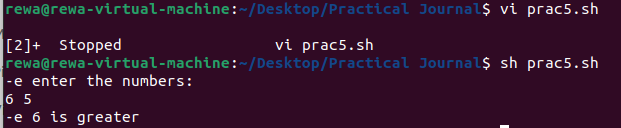 rewa@rewa-virtual-machine:~/Desktop/Practical Journal$ vi prac5.sh
[2]+  Stopped                 vi prac5.sh
rewa@rewa-virtual-machine:~/Desktop/Practical Journal$ sh prac5.sh
-e enter the numbers:
6 5
-e 6 is greater